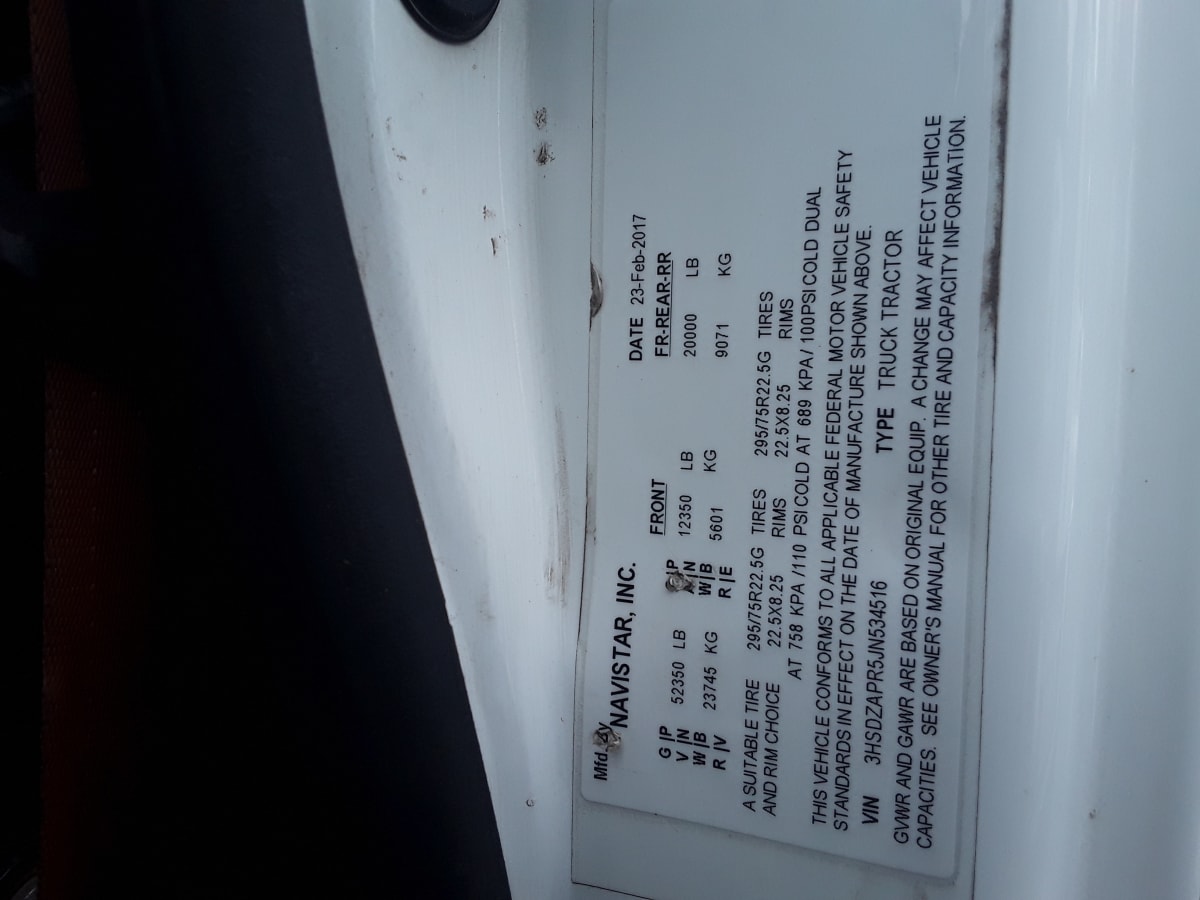 Mfd. by
NAVISTAR, INC.
DATE 23-Feb-2017
FRONT FR-REAR-RR
G|P 52350 LB |P 12350 LB 20000 LB
V|N |N
W|B 23745 KG W|B 5601 KG 9071 KG
R|V R|E
A SUITABLE TIRE 295/75R22.5G TIRES 295/75R22.5G TIRES
AND RIM CHOICE 22.5X8.25 RIMS 22.5X8.25 RIMS
AT 758 KPA /110 PSI COLD AT 689 KPA/ 100PSI COLD DUAL
THIS VEHICLE CONFORMS TO ALL APPLICABLE FEDERAL MOTOR VEHICLE SAFETY
STANDARDS IN EFFECT ON THE DATE OF MANUFACTURE SHOWN ABOVE.
VIN 3HSDZAPR5JN534516 TYPE TRUCK TRACTOR
GVWR AND GAWR ARE BASED ON ORIGINAL EQUIP. A CHANGE MAY AFFECT VEHICLE
CAPACITIES. SEE OWNER'S MANUAL FOR OTHER TIRE AND CAPACITY INFORMATION.